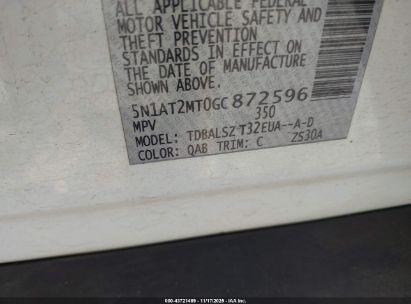 ALL APPLICABLE FEDERAL
MOTOR VEHICLE SAFETY AND
THEFT PREVENTION
STANDARDS IN EFFECT ON
THE DATE OF MANUFACTURE
SHOWN ABOVE.
5N1AT2MT0GC872596
MPV 350
MODEL: TDBALSZ T32EUA--A-D
COLOR: QAB TRIM: C ZS30A
000-43721499 - 11/17/2025 - IAA Inc.